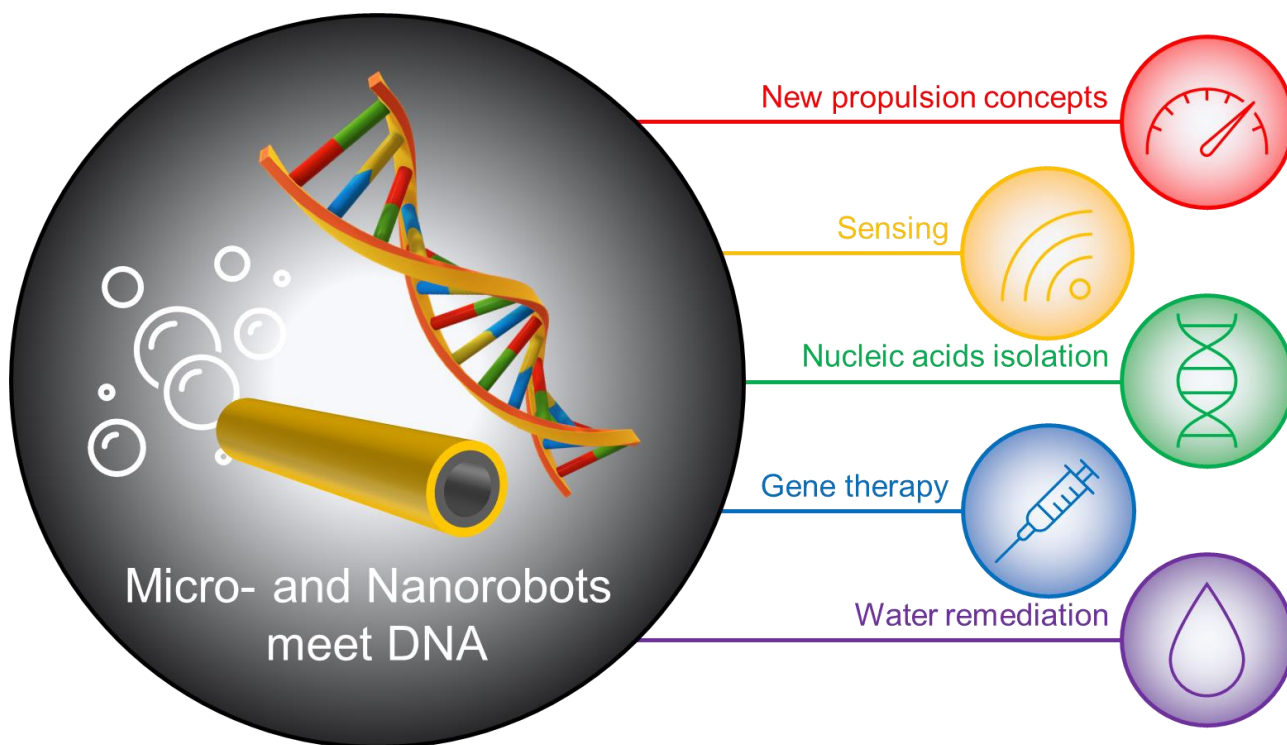 New propulsion concepts
Sensing
Nucleic acids isolation
Gene therapy
Water remediation
Micro- and Nanorobots
meet DNA